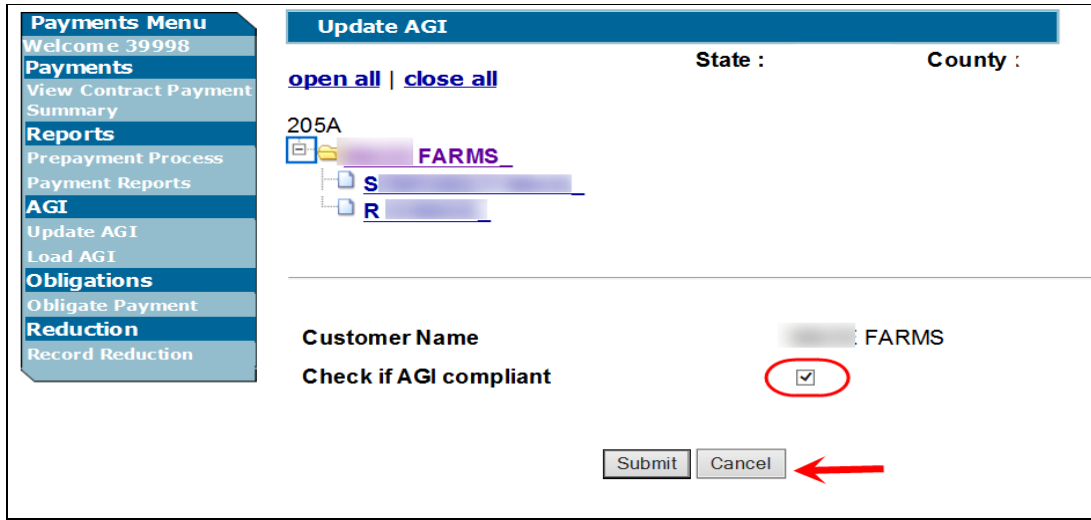 Payments Menu
Welcome 39998
Payments
View Contract Payment
Summary
Reports
Prepayment Process
Payment Reports
AGI
Update AGI
Load AGI
Obligations
Obligate Payment
Reduction
Record Reduction
Update AGI
State : County :
open all | close all
205A
FARMS_
S
R
Customer Name FARMS
Check if AGI compliant
Submit Cancel